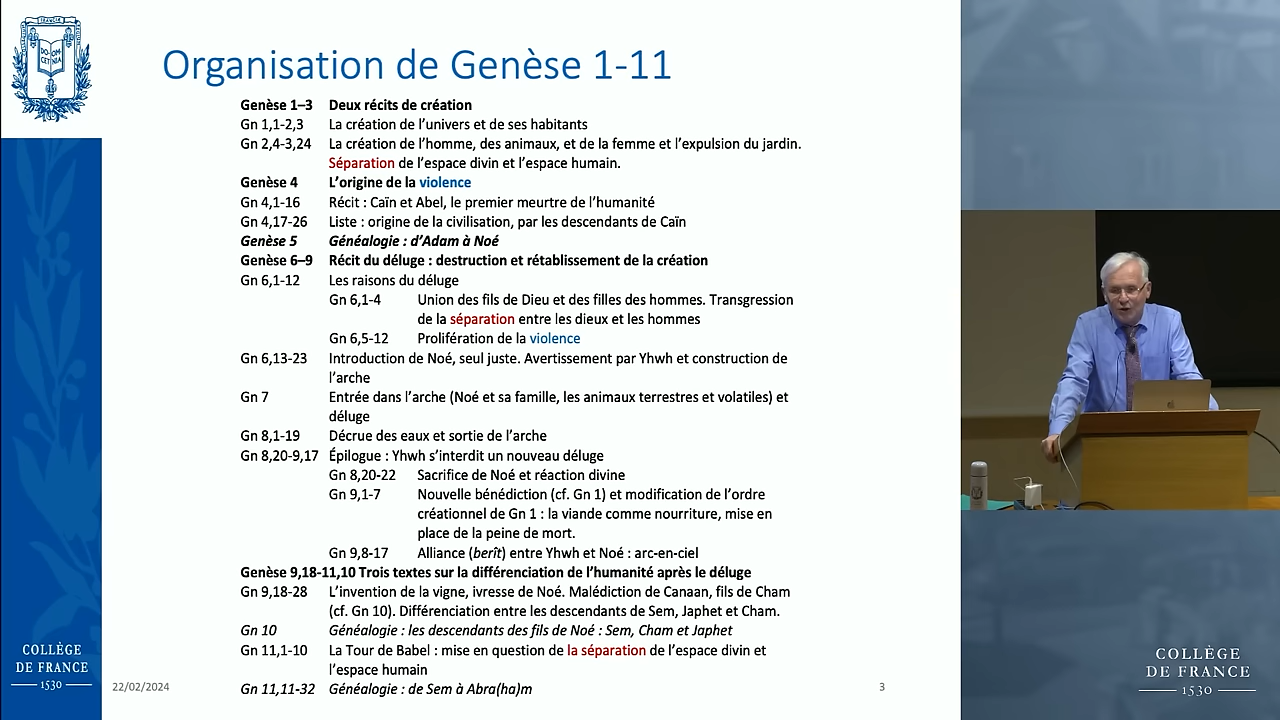 Organisation de Genèse 1-11
Genèse 1–3 Deux récits de création
Gn 1,1-2,3 La création de l'univers et de ses habitants
Gn 2,4-3,24 La création de l'homme, des animaux, et de la femme et l'expulsion du jardin.
Séparation de l'espace divin et l'espace humain.
Genèse 4 L'origine de la violence
Gn 4,1-16 Récit : Caïn et Abel, le premier meurtre de l'humanité
Gn 4,17-26 Liste : origine de la civilisation, par les descendants de Caïn
Genèse 5 Généalogie : d'Adam à Noé
Genèse 6–9 Récit du déluge : destruction et rétablissement de la création
Gn 6,1-12 Les raisons du déluge
Gn 6,1-4 Union des fils de Dieu et des filles des hommes. Transgression
de la séparation entre les dieux et les hommes
Gn 6,5-12 Prolifération de la violence
Gn 6,13-23 Introduction de Noé, seul juste. Avertissement par Yhwh et construction de
l'arche
Gn 7 Entrée dans l'arche (Noé et sa famille, les animaux terrestres et volatiles) et
déluge
Gn 8,1-19 Décrue des eaux et sortie de l'arche
Gn 8,20-9,17 Épilogue : Yhwh s'interdit un nouveau déluge
Gn 8,20-22 Sacrifice de Noé et réaction divine
Gn 9,1-7 Nouvelle bénédiction (cf. Gn 1) et modification de l'ordre
créationnel de Gn 1 : la viande comme nourriture, mise en
place de la peine de mort.
Gn 9,8-17 Alliance (berît) entre Yhwh et Noé : arc-en-ciel
Genèse 9,18-11,10 Trois textes sur la différenciation de l'humanité après le déluge
Gn 9,18-28 L'invention de la vigne, ivresse de Noé. Malédiction de Canaan, fils de Cham
(cf. Gn 10). Différenciation entre les descendants de Sem, Japhet et Cham.
Gn 10 Généalogie : les descendants des fils de Noé : Sem, Cham et Japhet
Gn 11,1-10 La Tour de Babel : mise en question de la séparation de l'espace divin et
l'espace humain
Gn 11,11-32 Généalogie : de Sem à Abra(ha)m
22/02/2024
3
COLLÈGE
DE FRANCE
1530
COLLÈGE
DE FRANCE
1530